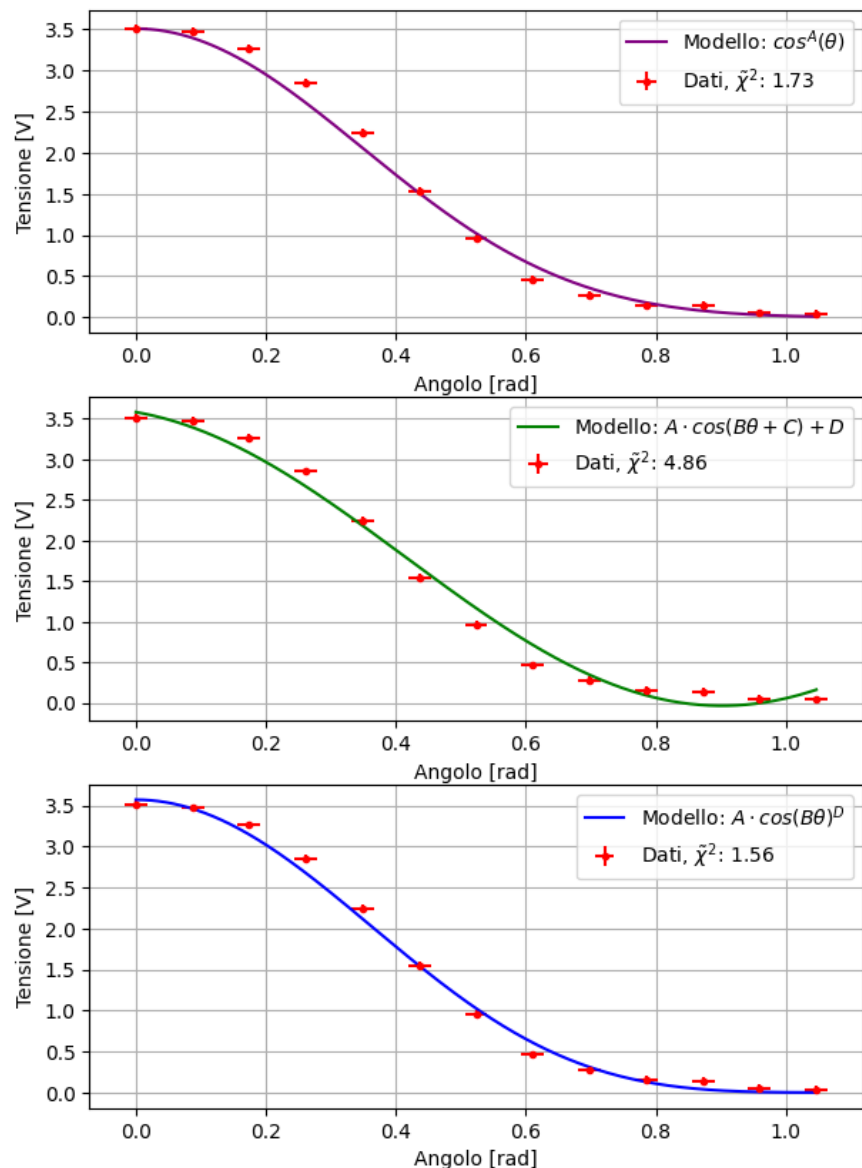 3.5
3.0
2.5
2.0
1.5
1.0
0.5
0.0
Tensione [V]
Modello: cos^A(θ)
Dati, χ̃²: 1.73
0.0 0.2 0.4 0.6 0.8 1.0
Angolo [rad]
3.5
3.0
2.5
2.0
1.5
1.0
0.5
0.0
Tensione [V]
Modello: A · cos(Bθ + C) + D
Dati, χ̃²: 4.86
0.0 0.2 0.4 0.6 0.8 1.0
Angolo [rad]
3.5
3.0
2.5
2.0
1.5
1.0
0.5
0.0
Tensione [V]
Modello: A · cos(Bθ)^D
Dati, χ̃²: 1.56
0.0 0.2 0.4 0.6 0.8 1.0
Angolo [rad]